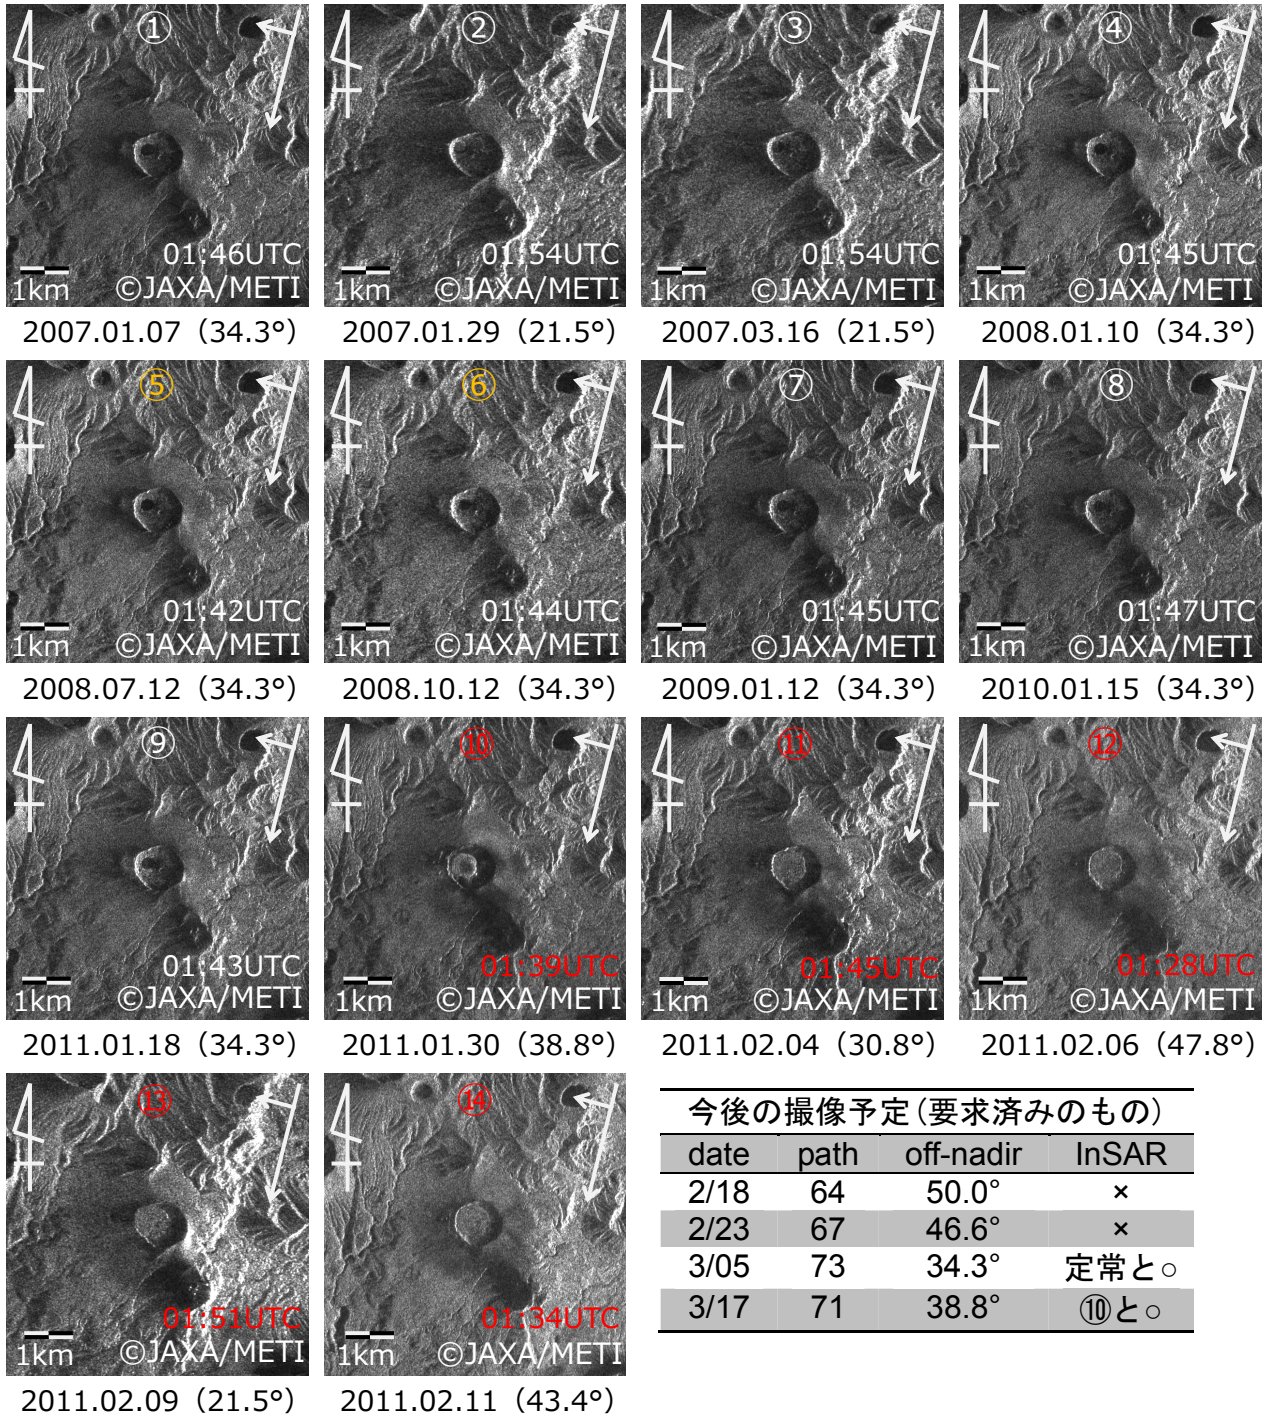 ①
01:46UTC
1km ©JAXA/METI
2007.01.07（34.3°）
②
01:54UTC
1km ©JAXA/METI
2007.01.29（21.5°）
③
01:54UTC
1km ©JAXA/METI
2007.03.16（21.5°）
④
01:45UTC
1km ©JAXA/METI
2008.01.10（34.3°）
⑤
01:42UTC
1km ©JAXA/METI
2008.07.12（34.3°）
⑥
01:44UTC
1km ©JAXA/METI
2008.10.12（34.3°）
⑦
01:45UTC
1km ©JAXA/METI
2009.01.12（34.3°）
⑧
01:47UTC
1km ©JAXA/METI
2010.01.15（34.3°）
⑨
01:43UTC
1km ©JAXA/METI
2011.01.18（34.3°）
⑩
01:39UTC
1km ©JAXA/METI
2011.01.30（38.8°）
⑪
01:45UTC
1km ©JAXA/METI
2011.02.04（30.8°）
⑫
01:28UTC
1km ©JAXA/METI
2011.02.06（47.8°）
⑬
01:51UTC
1km ©JAXA/METI
2011.02.09（21.5°）
⑭
01:34UTC
1km ©JAXA/METI
2011.02.11（43.4°）
今後の撮像予定（要求済みのもの）
date path off-nadir InSAR
2/18 64 50.0° ×
2/23 67 46.6° ×
3/05 73 34.3° 定常と○
3/17 71 38.8° ⑩と○